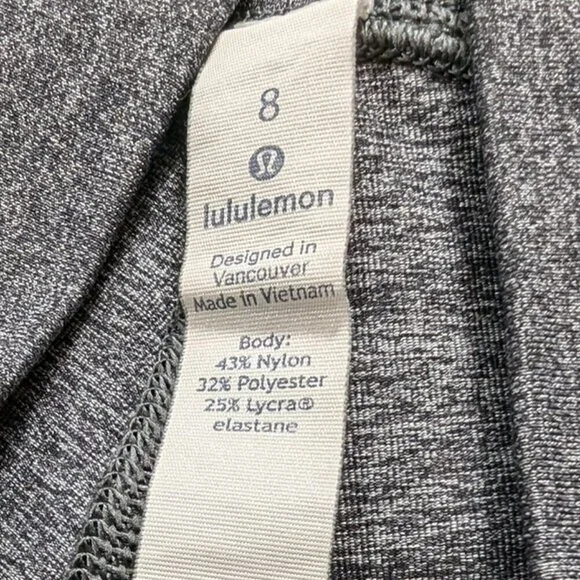 8
lululemon
Designed in
Vancouver
Made in Vietnam
Body:
43% Nylon
32% Polyester
25% Lycra®
elastane